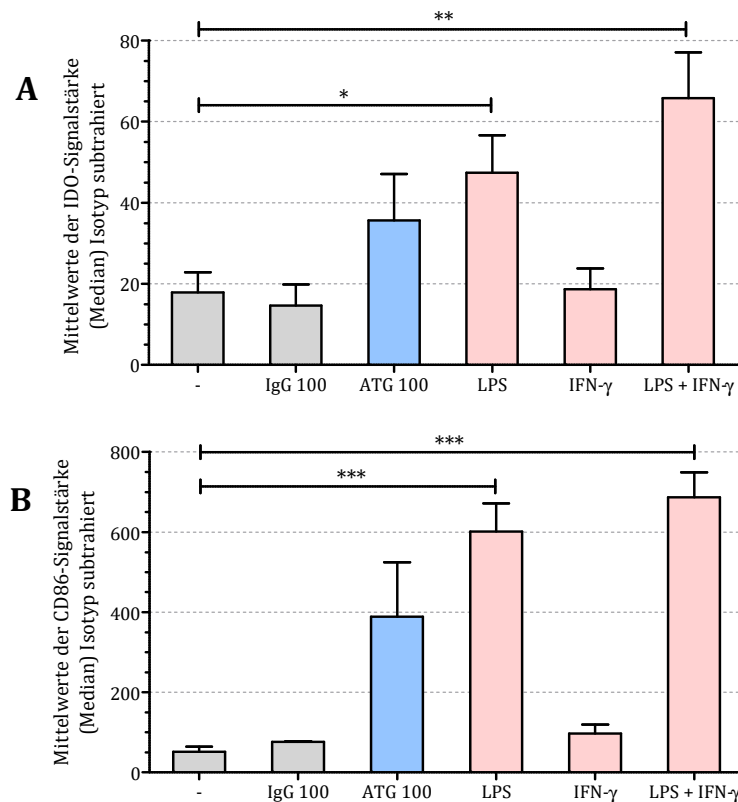 A
Mittelwerte der IDO-Signalstärke
(Median) Isotyp subtrahiert
**
*
80
60
40
20
0
- IgG 100 ATG 100 LPS IFN-γ LPS + IFN-γ
B
Mittelwerte der CD86-Signalstärke
(Median) Isotyp subtrahiert
***
***
800
600
400
200
0
- IgG 100 ATG 100 LPS IFN-γ LPS + IFN-γ